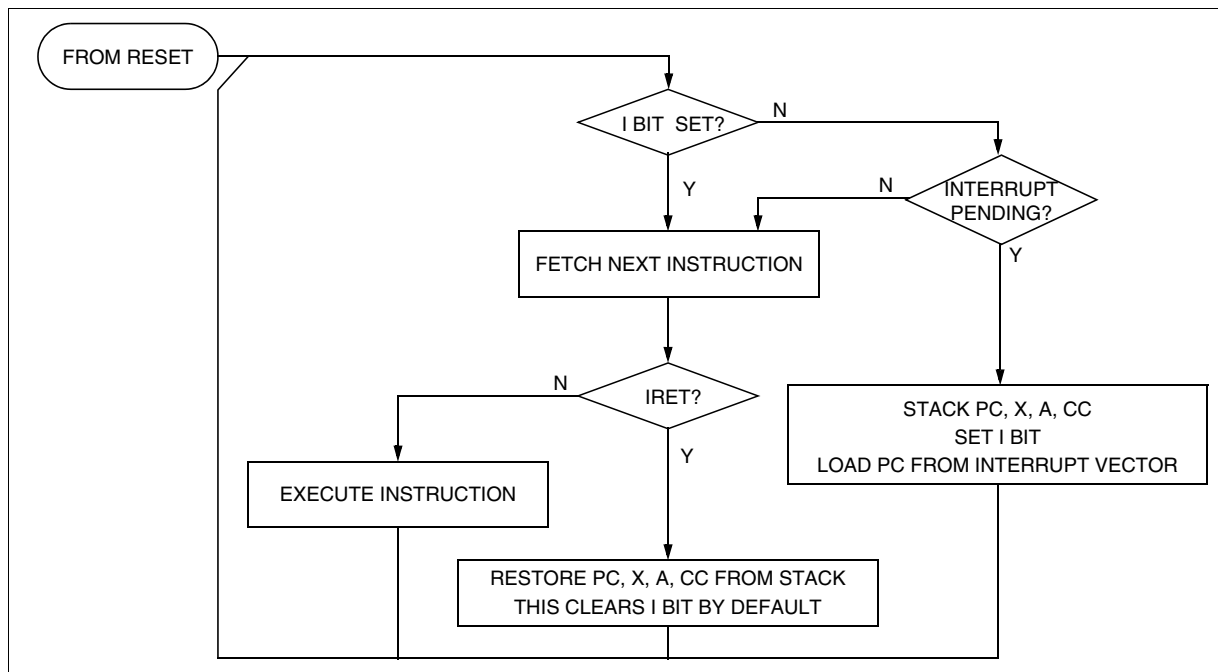 FROM RESET
I BIT SET?
N
Y
N
INTERRUPT
PENDING?
Y
FETCH NEXT INSTRUCTION
N
IRET?
Y
STACK PC, X, A, CC
SET I BIT
LOAD PC FROM INTERRUPT VECTOR
EXECUTE INSTRUCTION
RESTORE PC, X, A, CC FROM STACK
THIS CLEARS I BIT BY DEFAULT